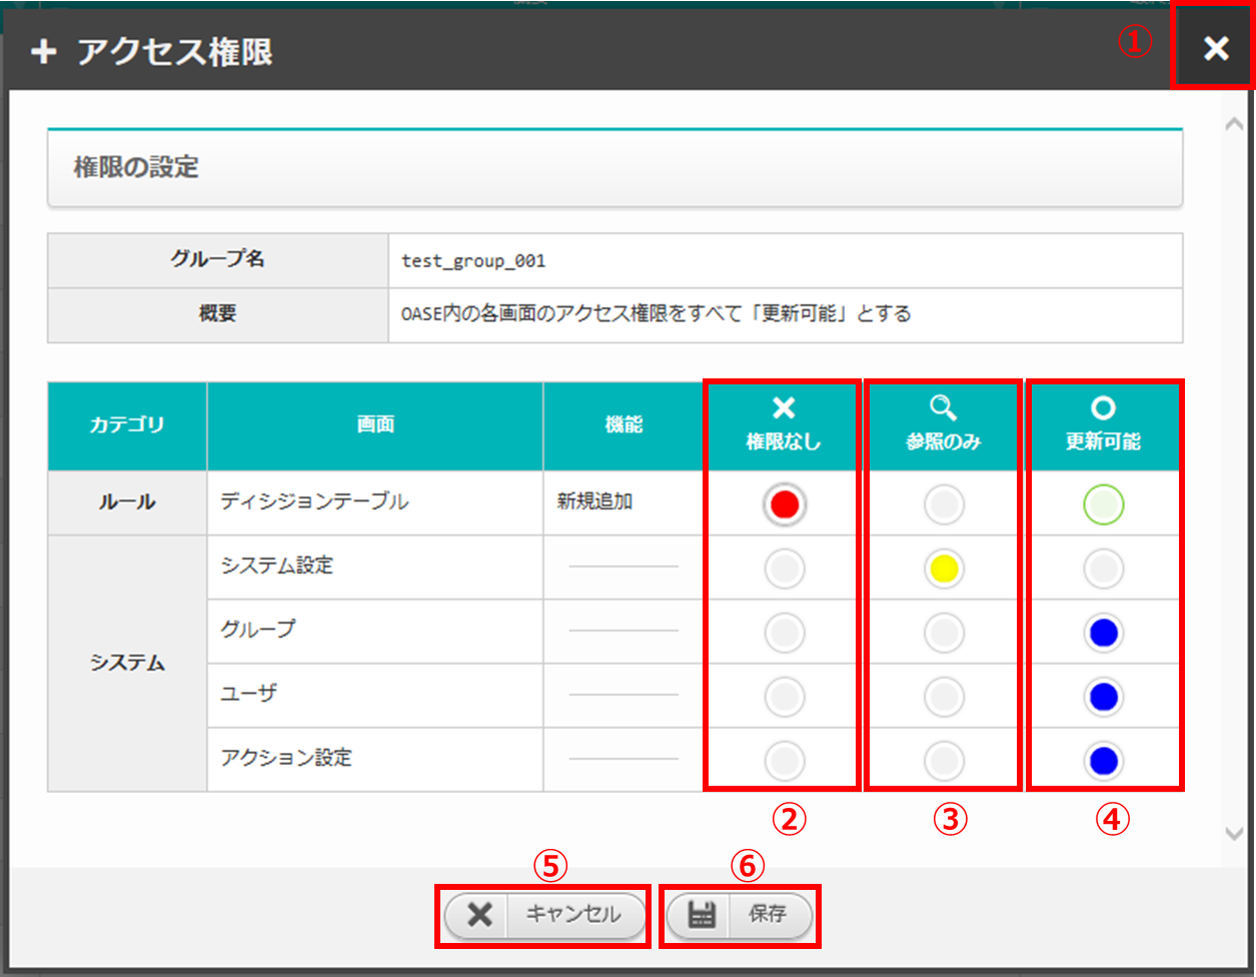 ①
アクセス権限
権限の設定
グループ名 test_group_001
概要 OASE内の各画面のアクセス権限をすべて「更新可能」とする
カテゴリ 画面 機能 権限なし 参照のみ 更新可能
ルール ディシジョンテーブル 新規追加
システム設定
グループ
システム
ユーザ
アクション設定
② ③ ④
⑤ ⑥
キャンセル 保存